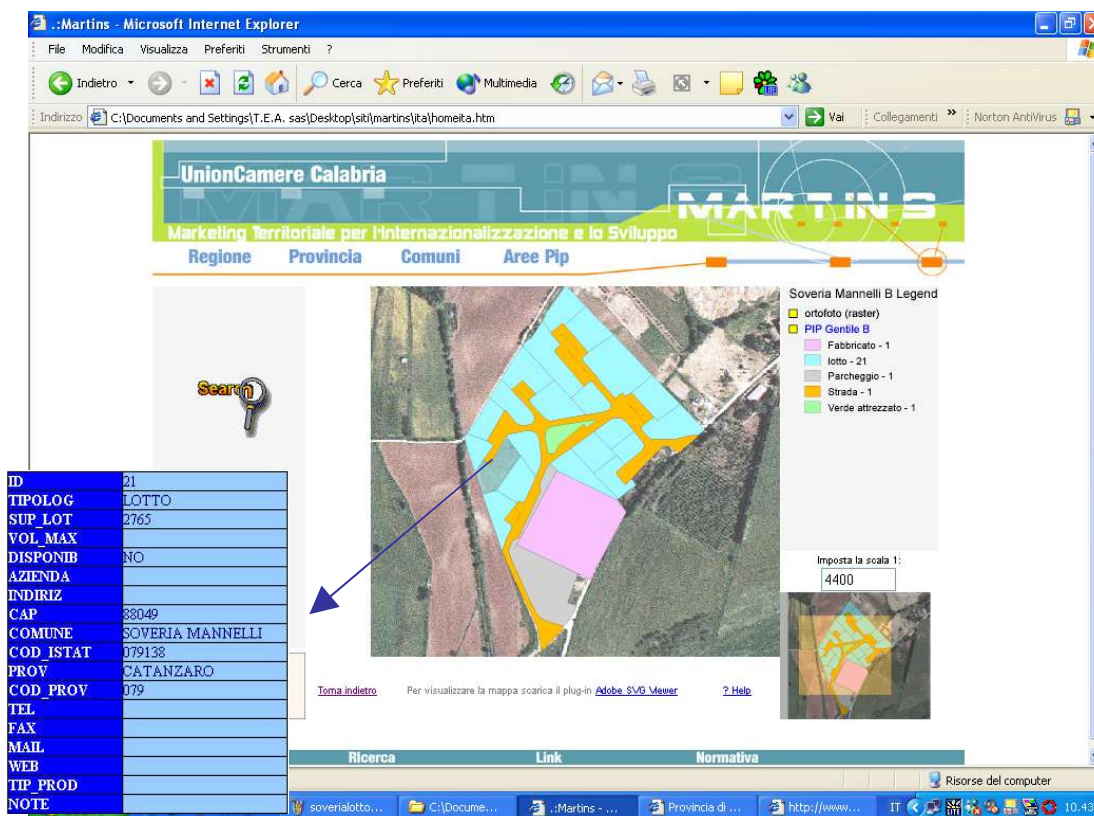 .:Martins - Microsoft Internet Explorer
File Modifica Visualizza Preferiti Strumenti ?
Indietro Cerca Preferiti Multimedia
Indirizzo C:\Documents and Settings\T.E.A. sas\Desktop\siti\martins\ita\homeita.htm Vai Collegamenti » Norton AntiVirus
UnionCamere Calabria
MARTINS
MARTINS
Marketing Territoriale per l'Internazionalizzazione e lo Sviluppo
Regione Provincia Comuni Aree Pip
Soveria Mannelli B Legend
ortofoto (raster)
PIP Gentile B
Fabbricato - 1
lotto - 21
Parcheggio - 1
Strada - 1
Verde attrezzato - 1
Search
ID 21
TIPOLOG LOTTO
SUP_LOT 2765
VOL_MAX
DISPONIB NO
AZIENDA
INDIRIZ
CAP 88049
COMUNE SOVERIA MANNELLI
COD_ISTAT 079138
PROV CATANZARO
COD_PROV 079
TEL
FAX
MAIL
WEB
TIP_PROD
NOTE
Imposta la scala 1:
4400
Torna indietro Per visualizzare la mappa scarica il plug-in Adobe SVG Viewer ? Help
Ricerca Link Normativa
Risorse del computer
soverialotto... C:\Docume... .:Martins - ... Provincia di ... http://www... IT 10.43